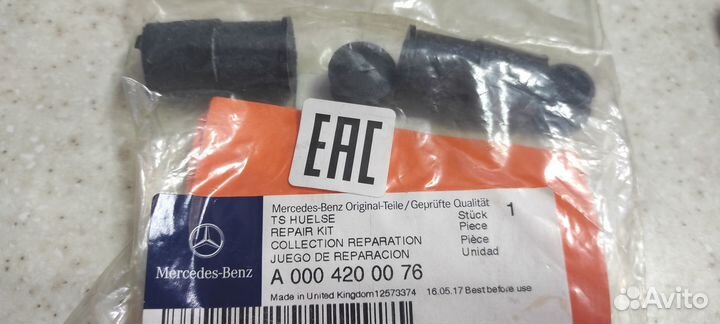 EAC
Mercedes-Benz Original-Teile/Geprüfte Qualität
TS HUELSE
REPAIR KIT
COLLECTION REPARATION
JUEGO DE REPARACION
Stück 1
Piece
Pièce
Unidad
Mercedes-Benz
A 000 420 00 76
Made in United Kingdom12573374 16.05.17 Best before use
Avito